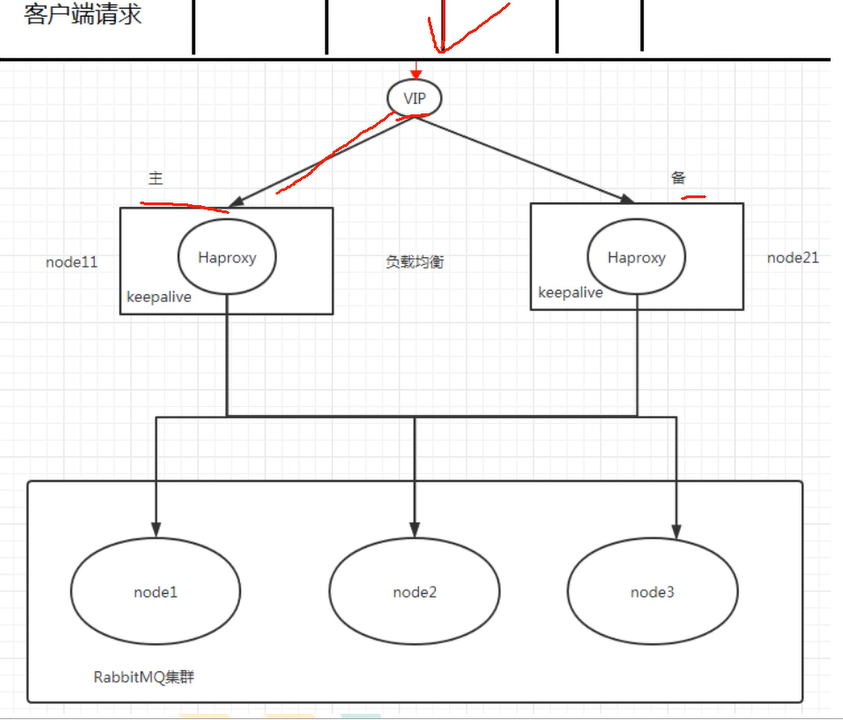 客户端请求
VIP
主
备
node11
Haproxy
keepalive
负载均衡
Haproxy
keepalive
node21
node1
node2
node3
RabbitMQ集群